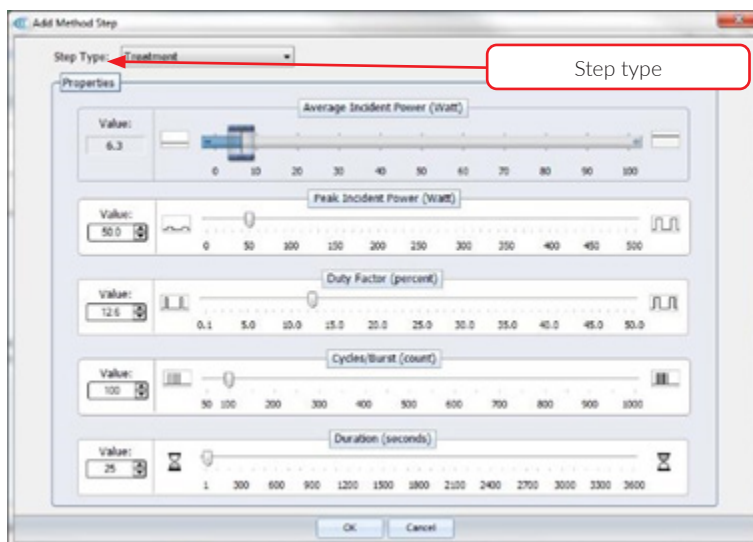 Add Method Step
Step Type: Treatment
Step type
Properties
Average Incident Power (Watt)
Value:
6.3
0 10 20 30 40 50 60 70 80 90 100
Peak Incident Power (Watt)
Value:
50.0
0 50 100 150 200 250 300 350 400 450 500
Duty Factor (percent)
Value:
12.6
0.1 5.0 10.0 15.0 20.0 25.0 30.0 35.0 40.0 45.0 50.0
Cycles/Burst (count)
Value:
100
50 100 200 300 400 500 600 700 800 900 1000
Duration (seconds)
Value:
25
1 300 600 900 1200 1500 1800 2100 2400 2700 3000 3300 3600
OK Cancel